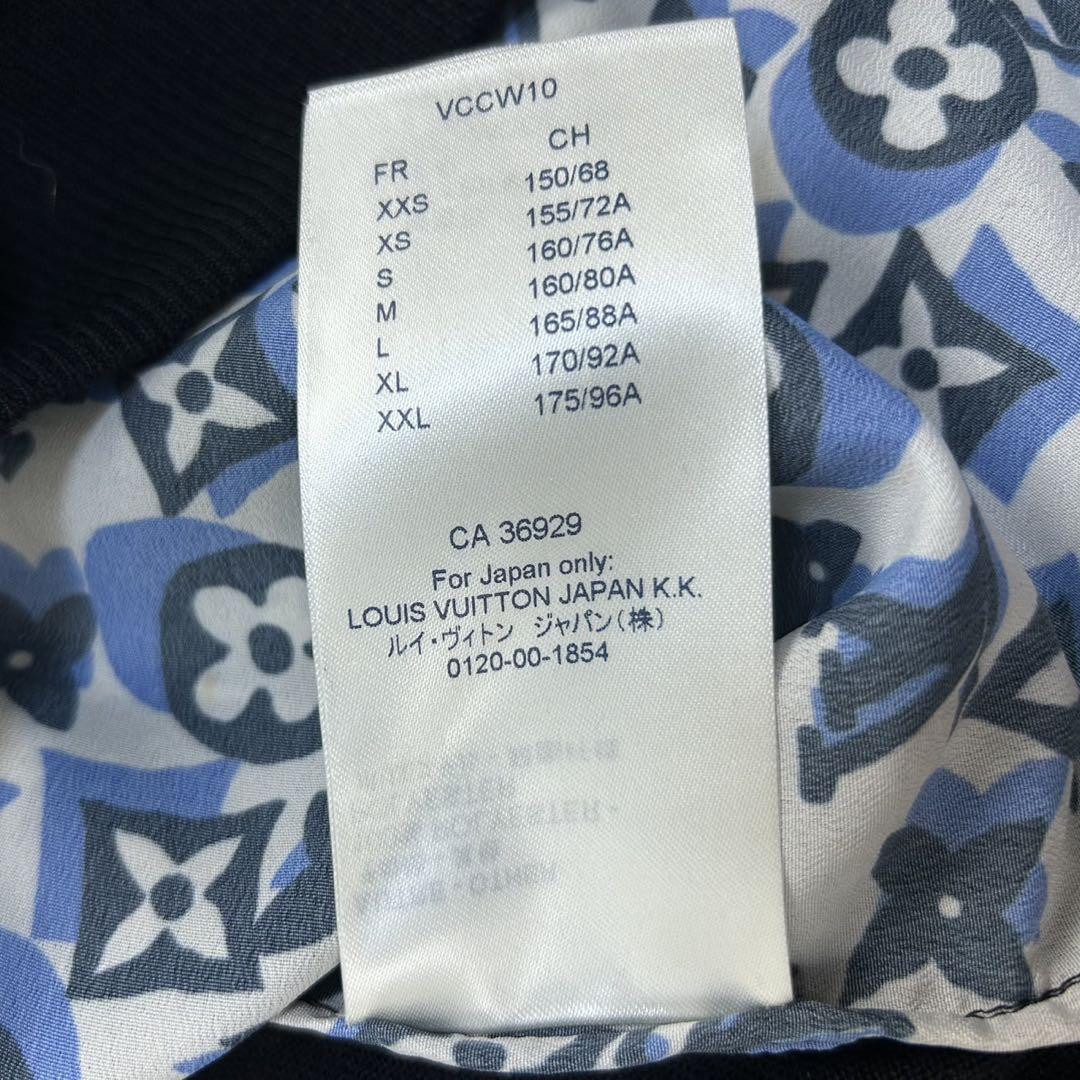 VCCW10
FR CH
XXS 150/68
XS 155/72A
S 160/76A
M 160/80A
L 165/88A
XL 170/92A
XXL 175/96A
CA 36929
For Japan only:
LOUIS VUITTON JAPAN K.K.
ルイ・ヴィトン ジャパン(株)
0120-00-1854